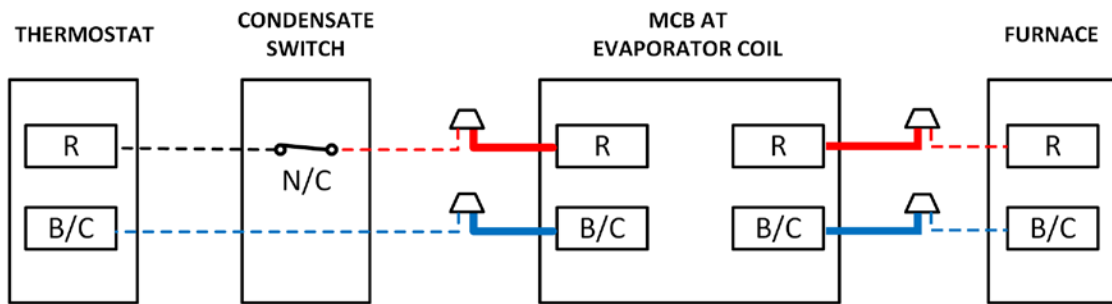 THERMOSTAT
CONDENSATE
SWITCH
MCB AT
EVAPORATOR COIL
FURNACE
R
N/C
R
R
R
B/C
B/C
B/C
B/C